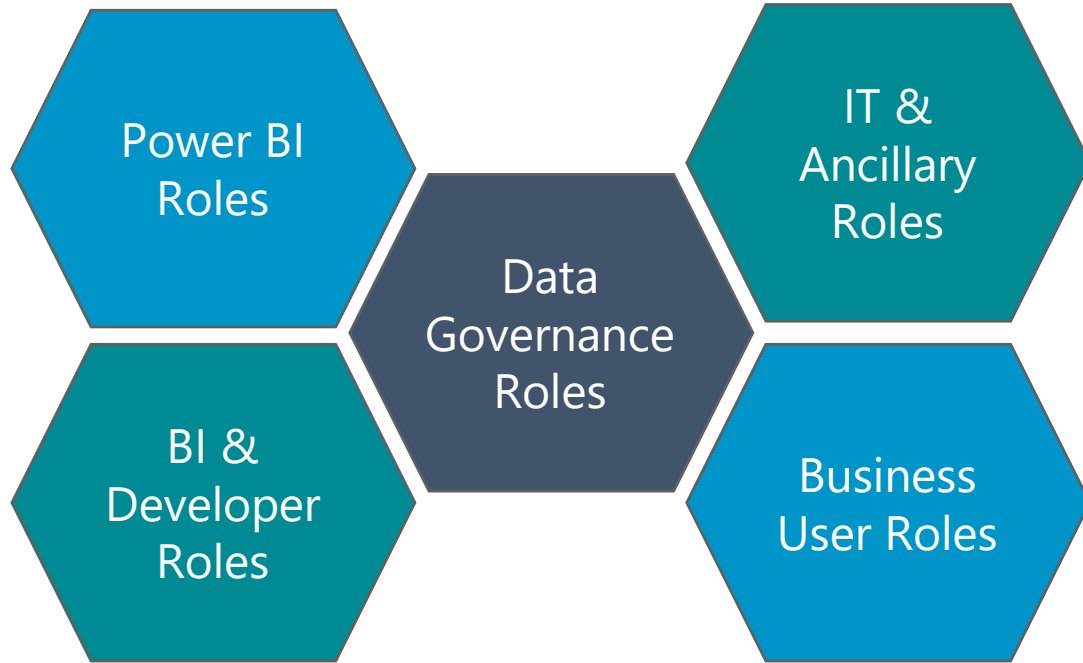 Power BI
Roles
IT &
Ancillary
Roles
Data
Governance
Roles
BI &
Developer
Roles
Business
User Roles